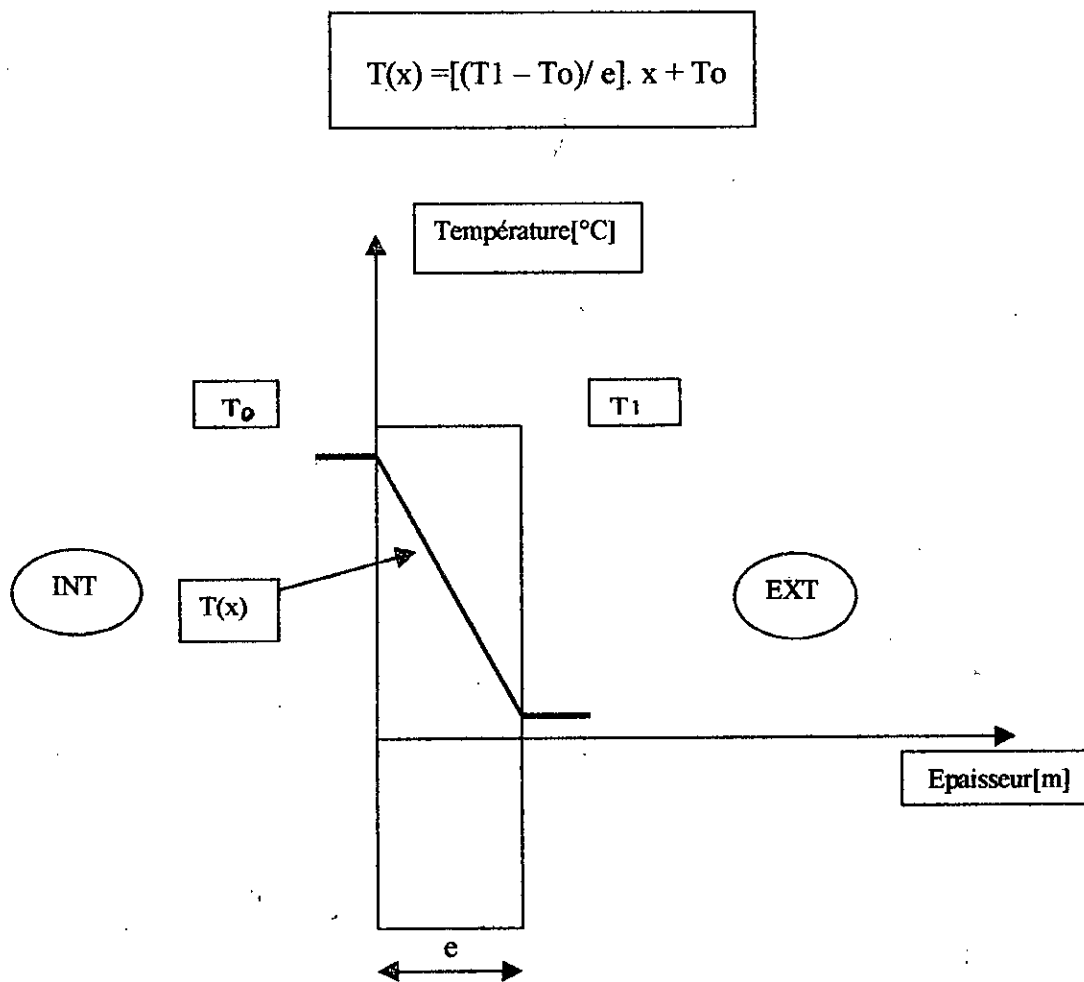 T(x) =[(T1 – To)/ e]. x + To
Température[°C]
To
T1
INT
T(x)
EXT
Epaisseur[m]
e